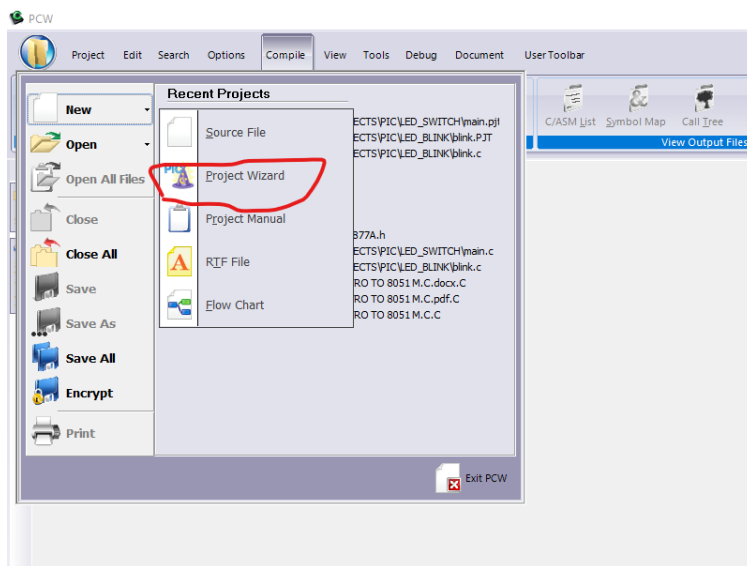 PCW
Project Edit Search Options Compile View Tools Debug Document User Toolbar
New
Open
Open All Files
Close
Close All
Save
Save As
Save All
Encrypt
Print
Recent Projects
Source File
Project Wizard
Project Manual
RTF File
Flow Chart
ECTS\PIC\LED_SWITCH\main.pjt
ECTS\PIC\LED_BLINK\blink.PJT
ECTS\PIC\LED_BLINK\blink.c
877A.h
ECTS\PIC\LED_SWITCH\main.c
ECTS\PIC\LED_BLINK\blink.c
RO TO 8051 M.C.docx.C
RO TO 8051 M.C.pdf.C
RO TO 8051 M.C.C
Exit PCW
C/ASM List Symbol Map Call Tree
View Output Files